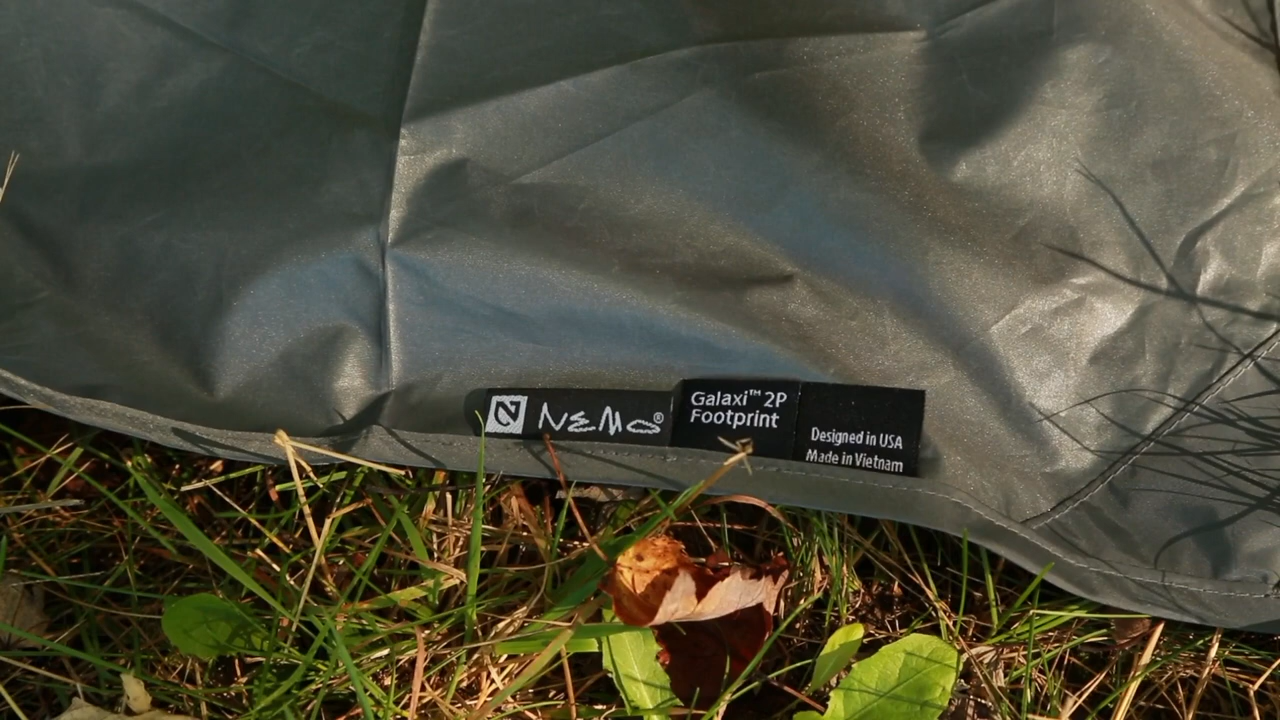 NEMO®
Galaxi™ 2P
Footprint
Designed in USA
Made in Vietnam